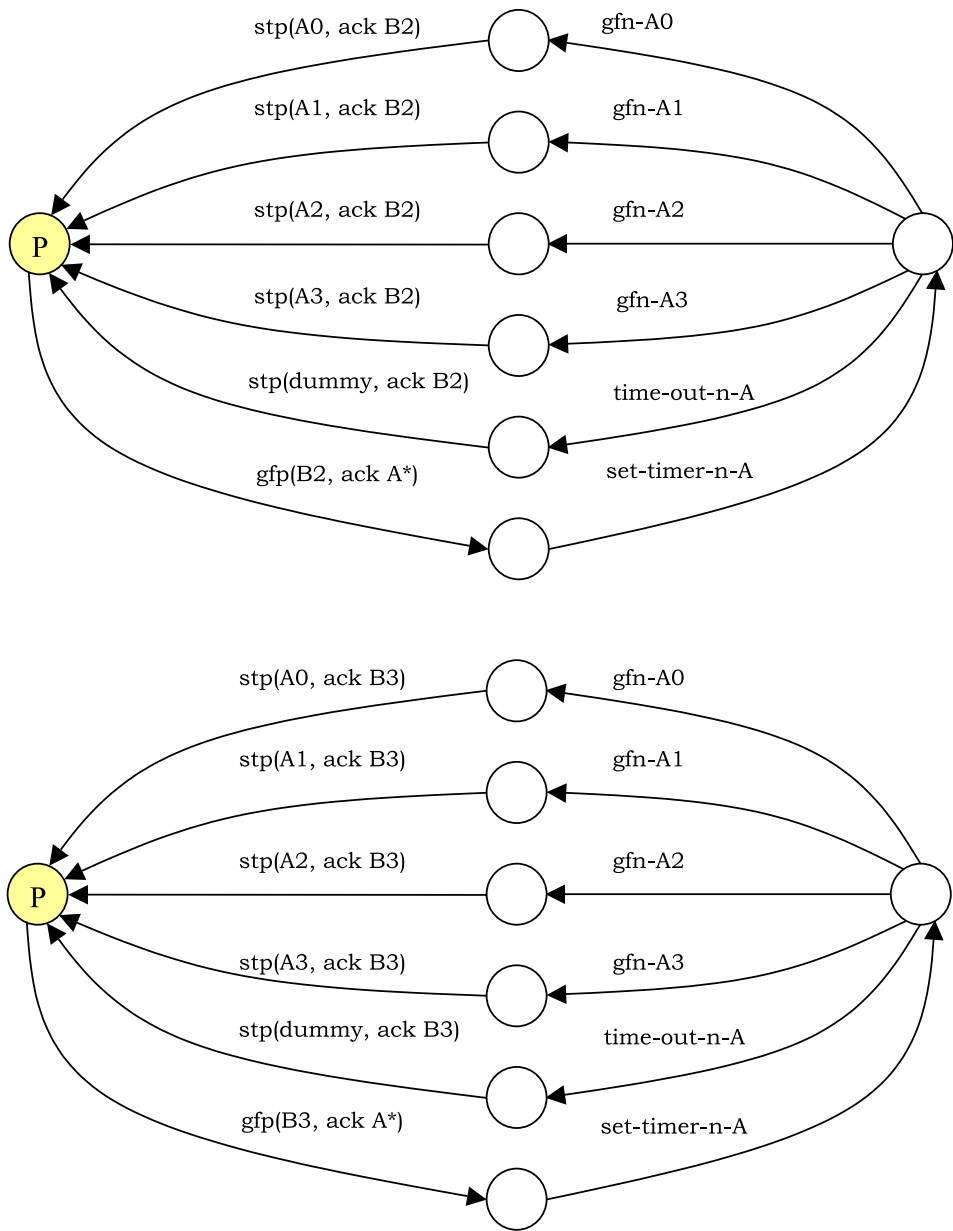 stp(A0, ack B2)
gfn-A0
stp(A1, ack B2)
gfn-A1
stp(A2, ack B2)
gfn-A2
P
stp(A3, ack B2)
gfn-A3
stp(dummy, ack B2)
time-out-n-A
gfp(B2, ack A*)
set-timer-n-A
stp(A0, ack B3)
gfn-A0
stp(A1, ack B3)
gfn-A1
stp(A2, ack B3)
gfn-A2
P
stp(A3, ack B3)
gfn-A3
stp(dummy, ack B3)
time-out-n-A
gfp(B3, ack A*)
set-timer-n-A